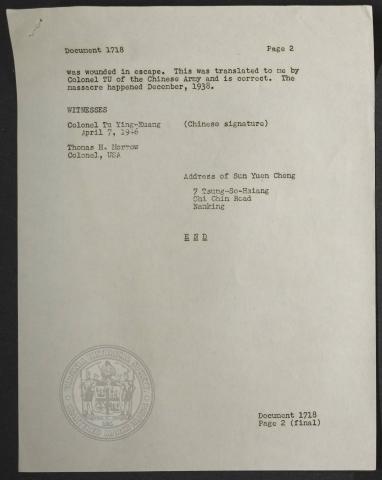 Document 1718 Page 2
was wounded in escape. This was translated to me by
Colonel TU of the Chinese Army and is correct. The
massacre happened December, 1938.
WITNESSES
Colonel Tu Ying-Kuang (Chinese signature)
April 7, 1946
Thomas H. Morrow
Colonel, USA
Address of Sun Yuen Cheng
7 Tsung-So-Hsiang
Chi Chin Road
Nanking
E N D
Document 1718
Page 2 (final)